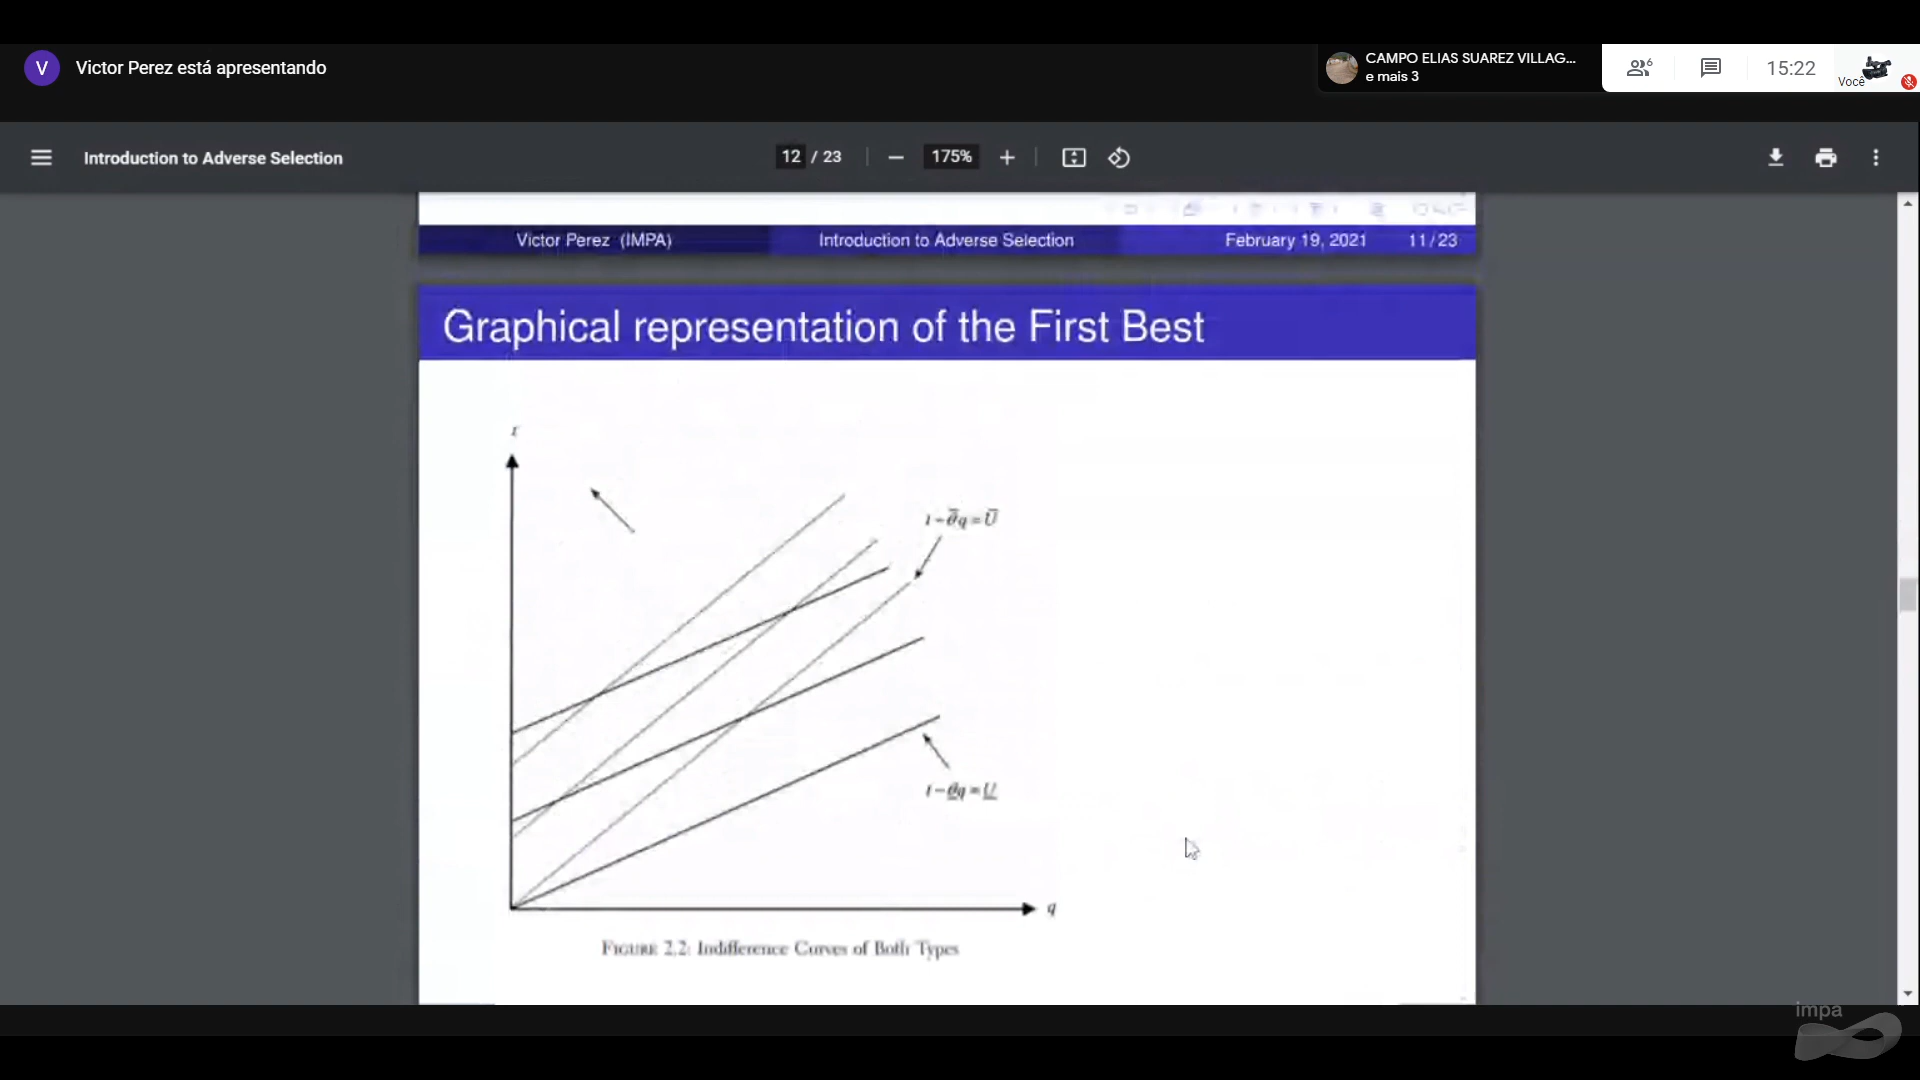 V Victor Perez está apresentando
CAMPO ELIAS SUAREZ VILLAG...
e mais 3
6
15:22
Você
Introduction to Adverse Selection
12 / 23
175%
Victor Perez (IMPA) Introduction to Adverse Selection February 19, 2021 11/23
Graphical representation of the First Best
t
t − θ̅q = U̅
t − θ̲q = U̲
q
FIGURE 2.2: Indifference Curves of Both Types
impa